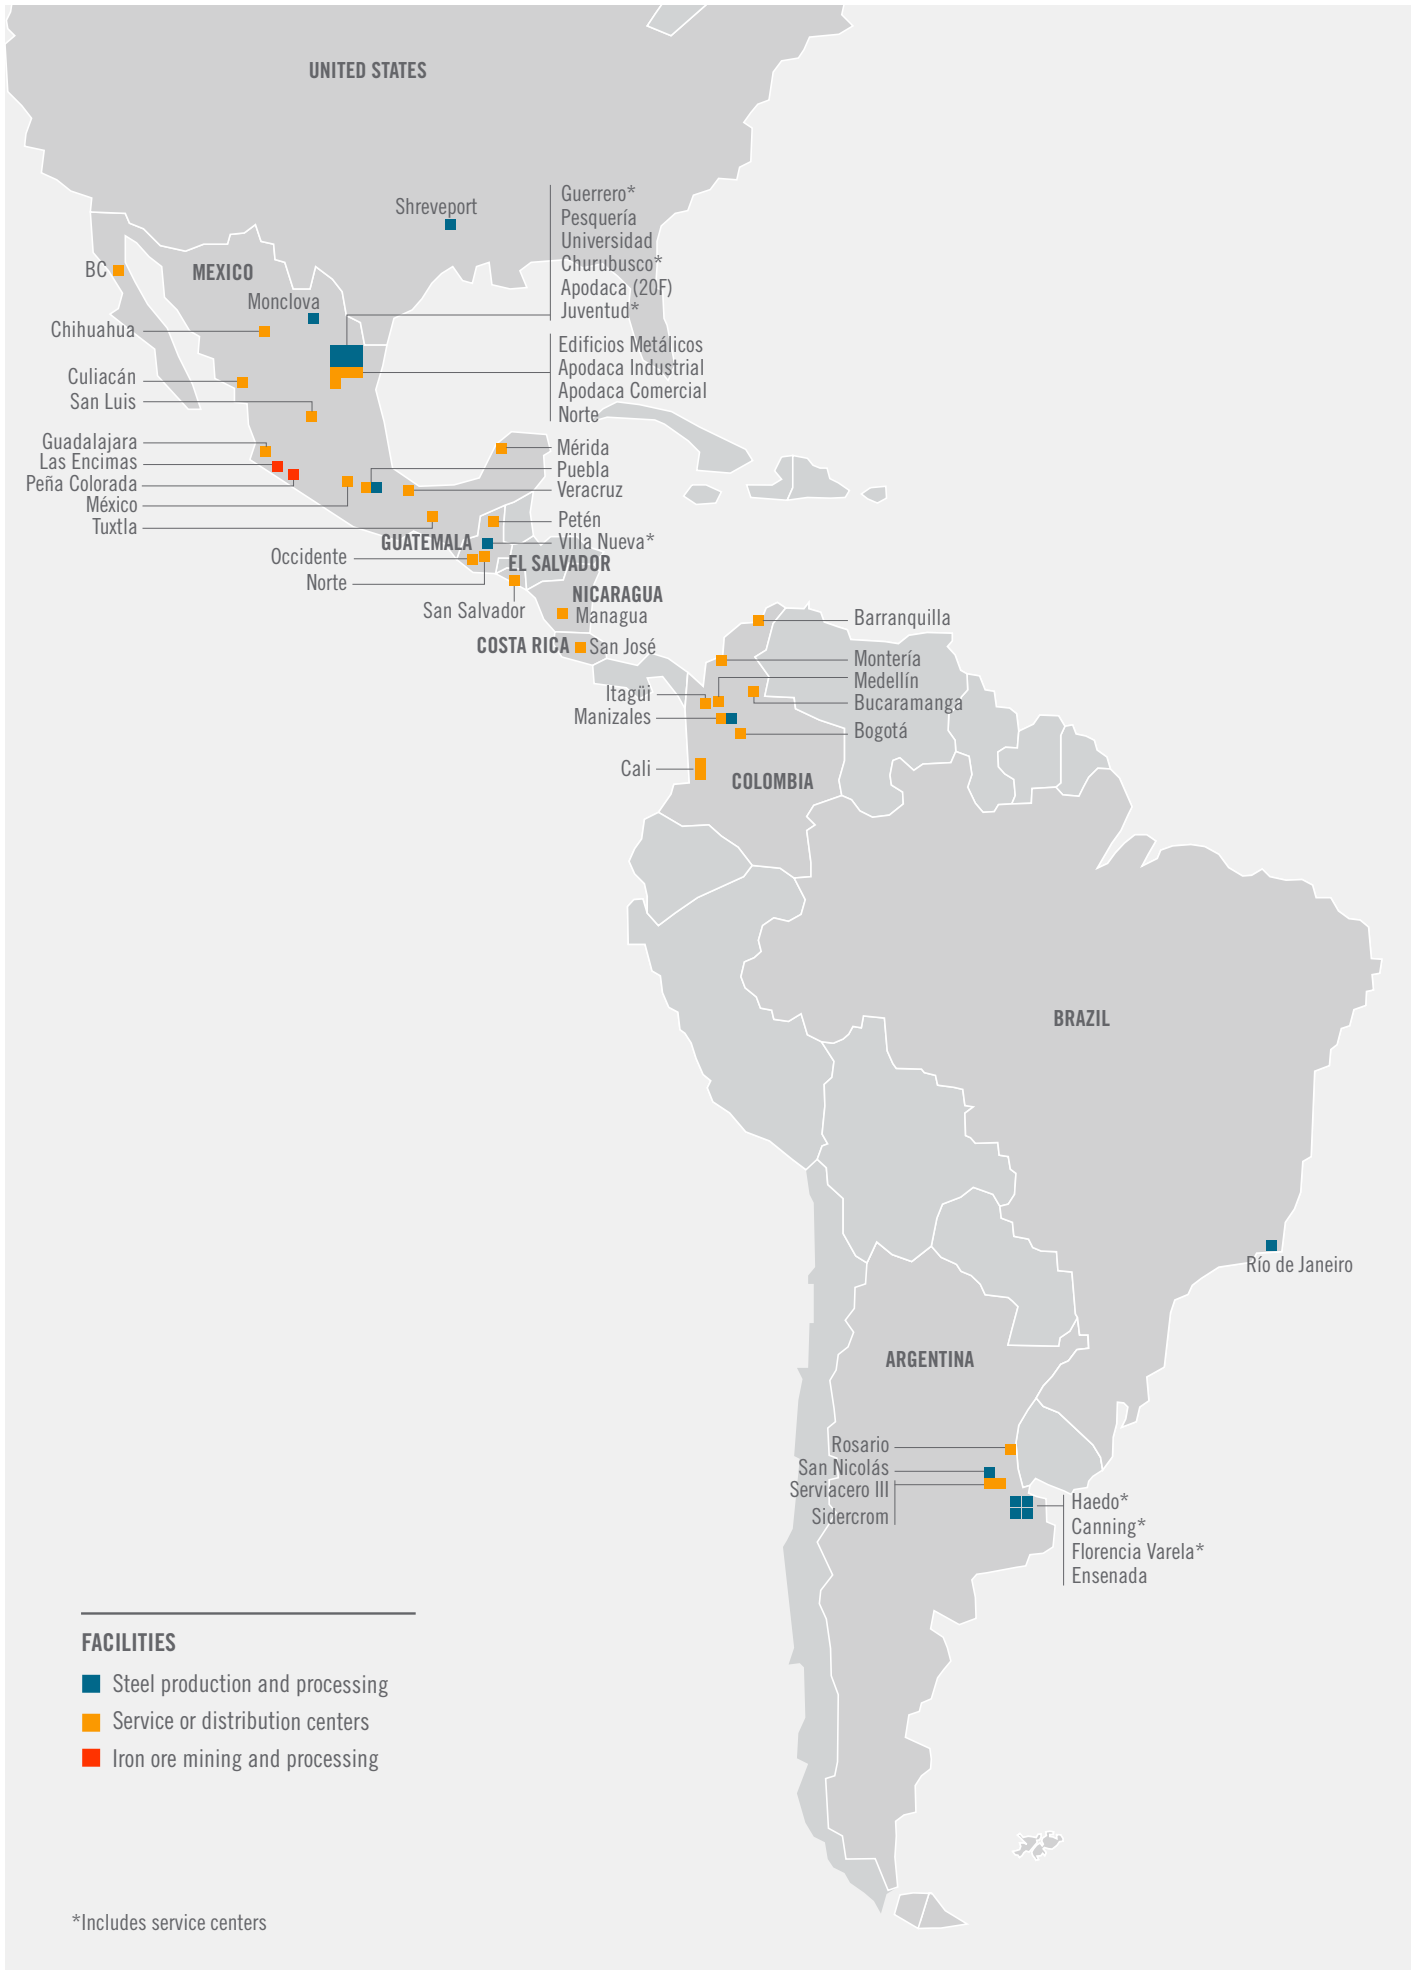 UNITED STATES
Shreveport
Guerrero*
Pesquería
Universidad
Churubusco*
Apodaca (20F)
Juventud*
BC
MEXICO
Monclova
Chihuahua
Edificios Metálicos
Apodaca Industrial
Apodaca Comercial
Norte
Culiacán
San Luis
Guadalajara
Las Encimas
Peña Colorada
México
Tuxtla
Mérida
Puebla
Veracruz
Petén
Villa Nueva*
GUATEMALA
Occidente
Norte
EL SALVADOR
San Salvador
NICARAGUA
Managua
COSTA RICA
San José
Barranquilla
Montería
Medellín
Bucaramanga
Bogotá
Itagüi
Manizales
Cali
COLOMBIA
BRAZIL
Río de Janeiro
ARGENTINA
Rosario
San Nicolás
Serviacero III
Sidercrom
Haedo*
Canning*
Florencia Varela*
Ensenada
FACILITIES
Steel production and processing
Service or distribution centers
Iron ore mining and processing
*Includes service centers